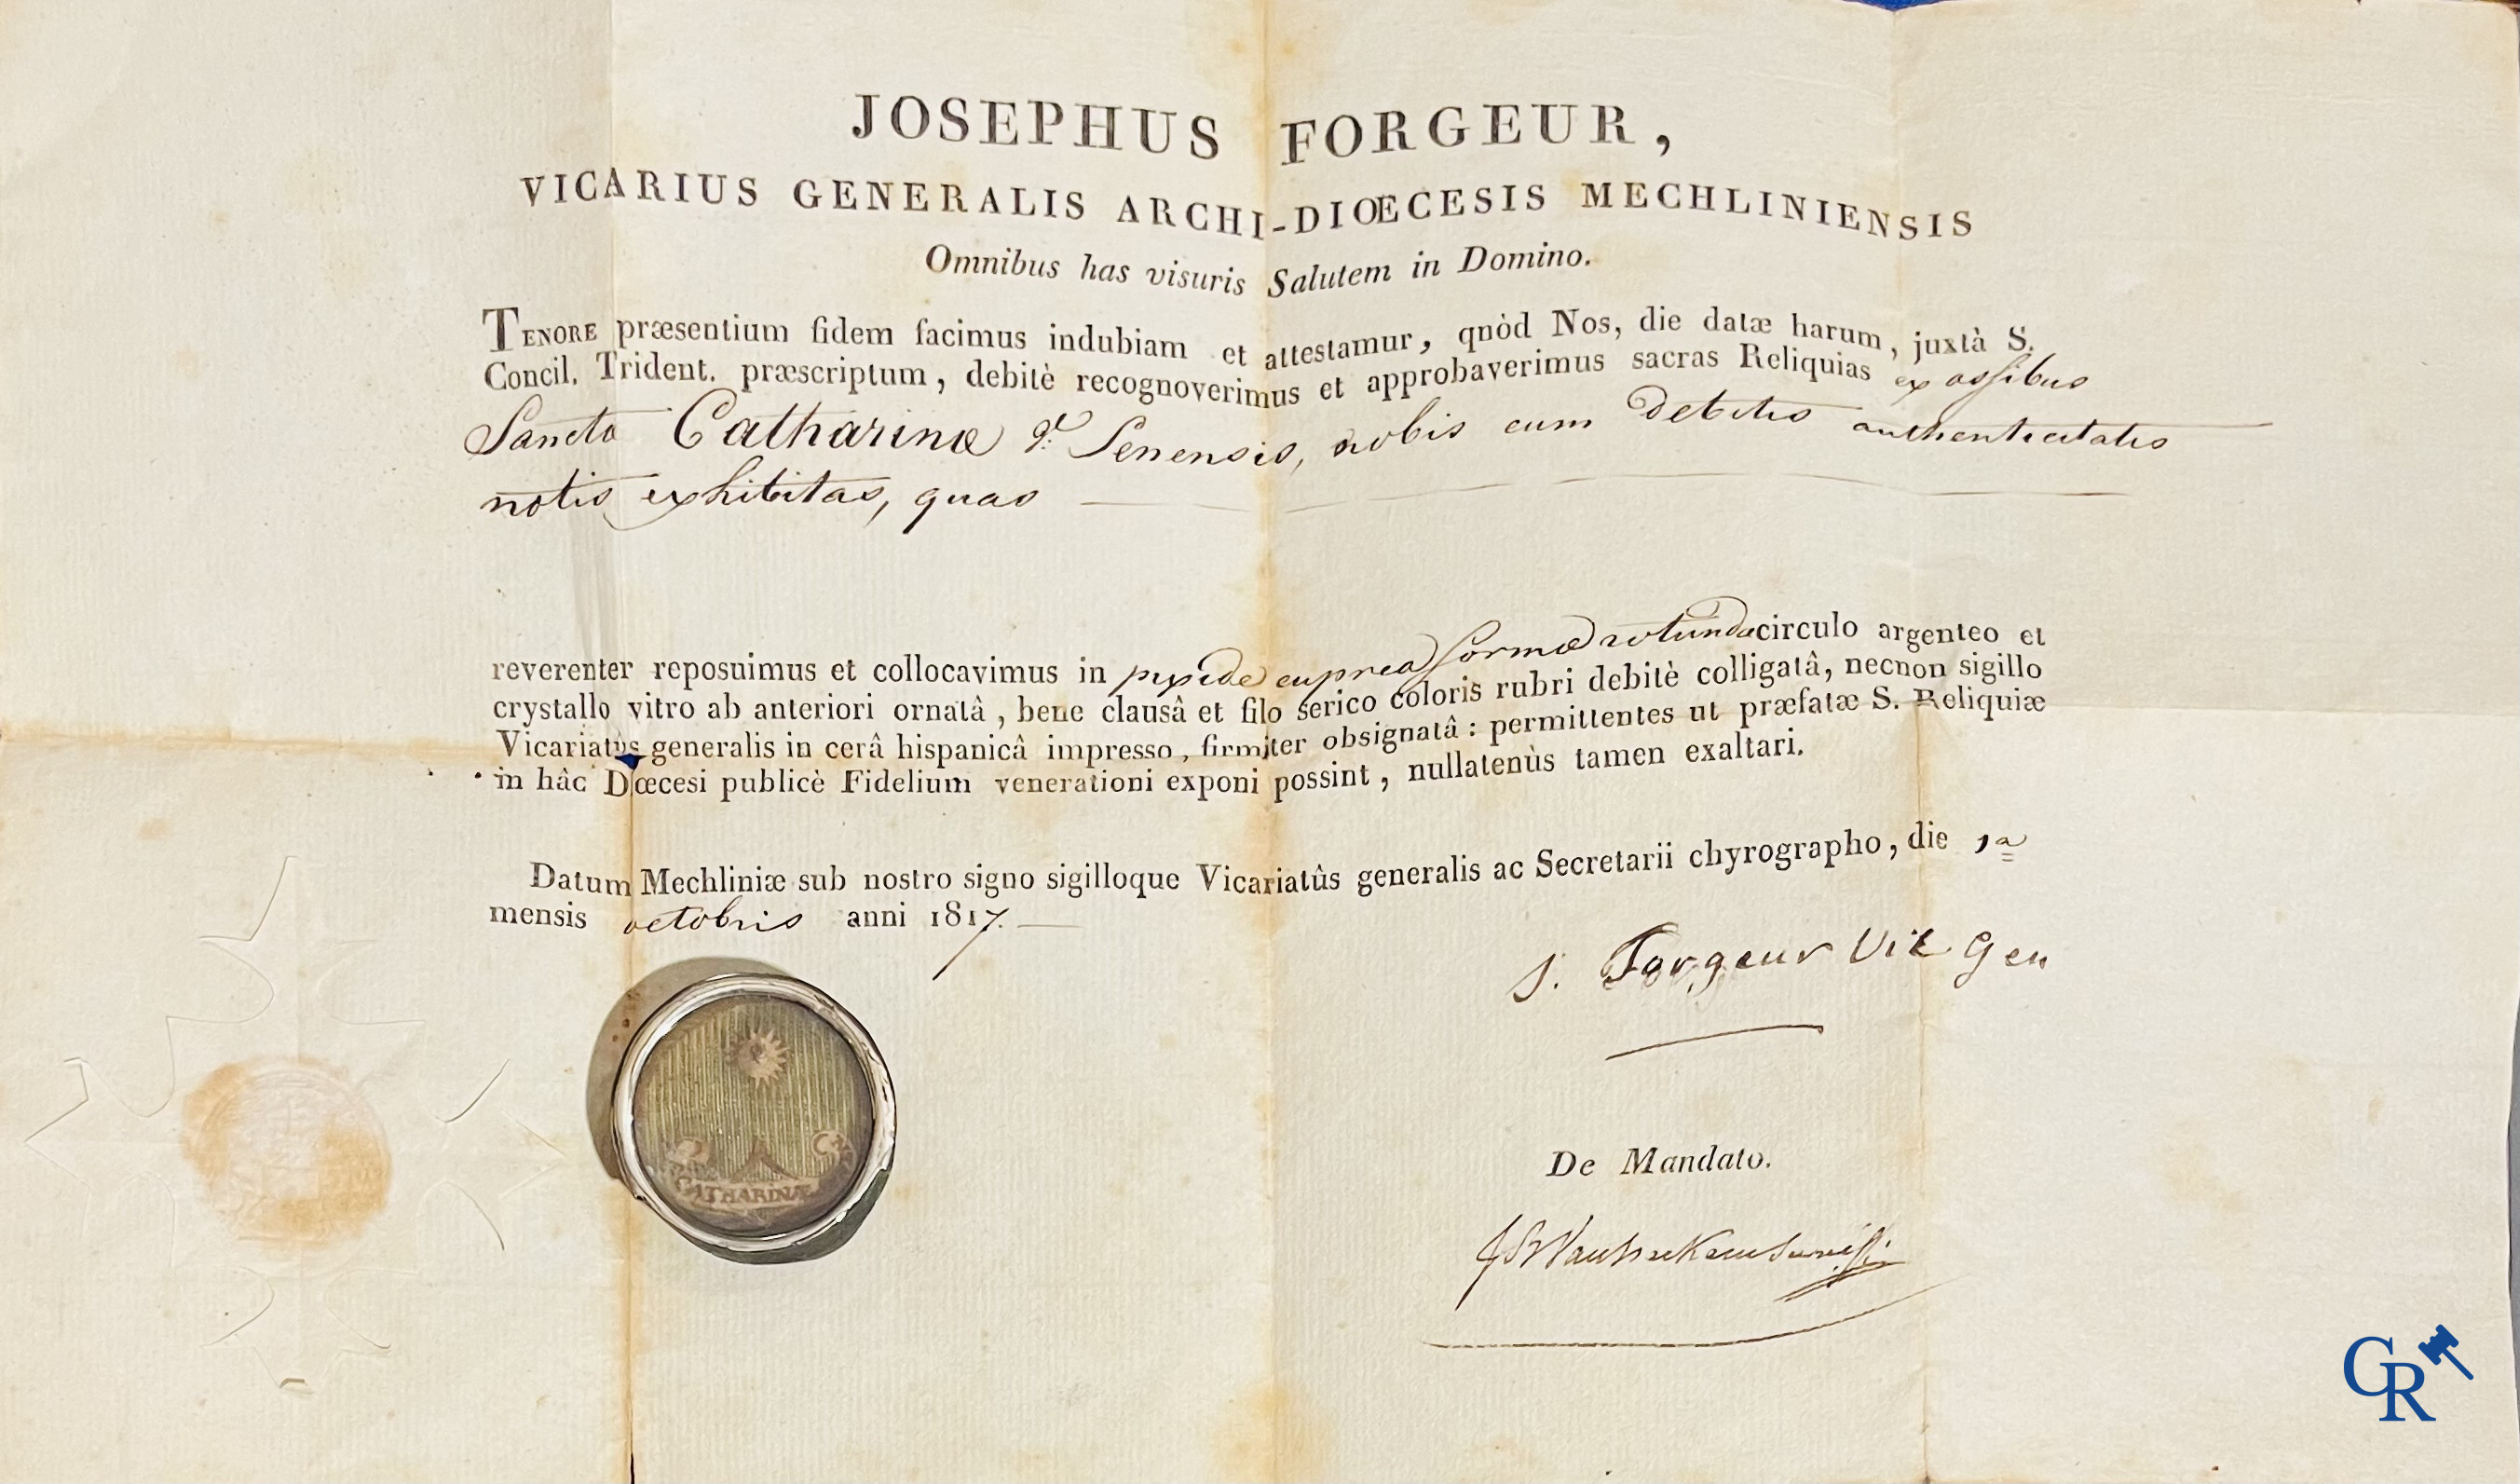 JOSEPHUS FORGEUR,
VICARIUS GENERALIS ARCHI-DIŒCESIS MECHLINIENSIS
Omnibus has visuris Salutem in Domino.
TENORE præsentium fidem facimus indubiam et attestamur, quòd Nos, die datæ harum, juxtà S.
Concil. Trident. præscriptum, debitè recognoverimus et approbaverimus sacras Reliquias ex ossibus
Sanctæ Catharinæ Senensis, nobis cum debitis authenticitatis
notis exhibitas, quas
reverenter reposuimus et collocavimus in pyxide cuprea formæ rotundæ circulo argenteo et
crystallo vitro ab anteriori ornatâ, bene clausâ et filo serico coloris rubri debitè colligatâ, necnon sigillo
Vicariatùs generalis in cerâ hispanicâ impresso, firmiter obsignatâ: permittentes ut præfatæ S. Reliquiæ
in hâc Diœcesi publicè Fidelium venerationi exponi possint, nullatenùs tamen exaltari.
Datum Mechliniæ sub nostro signo sigilloque Vicariatûs generalis ac Secretarii chyrographo, die 1a
mensis octobris anni 1817.
J. Forgeur Vic Gen
De Mandato.
CATHARINÆ
CR